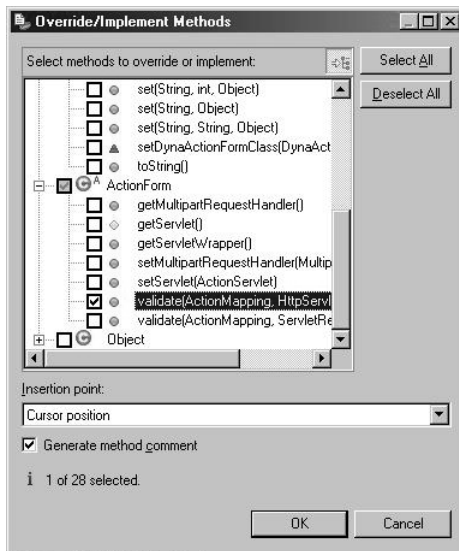 Override/Implement Methods
Select methods to override or implement:
Select All
Deselect All
set(String, int, Object)
set(String, Object)
set(String, String, Object)
setDynaActionFormClass(DynaAct
toString()
A ActionForm
getMultipartRequestHandler()
getServlet()
getServletWrapper()
setMultipartRequestHandler(Multip
setServlet(ActionServlet)
validate(ActionMapping, HttpServl
validate(ActionMapping, ServletRe
Object
Insertion point:
Cursor position
Generate method comment
i 1 of 28 selected.
OK Cancel